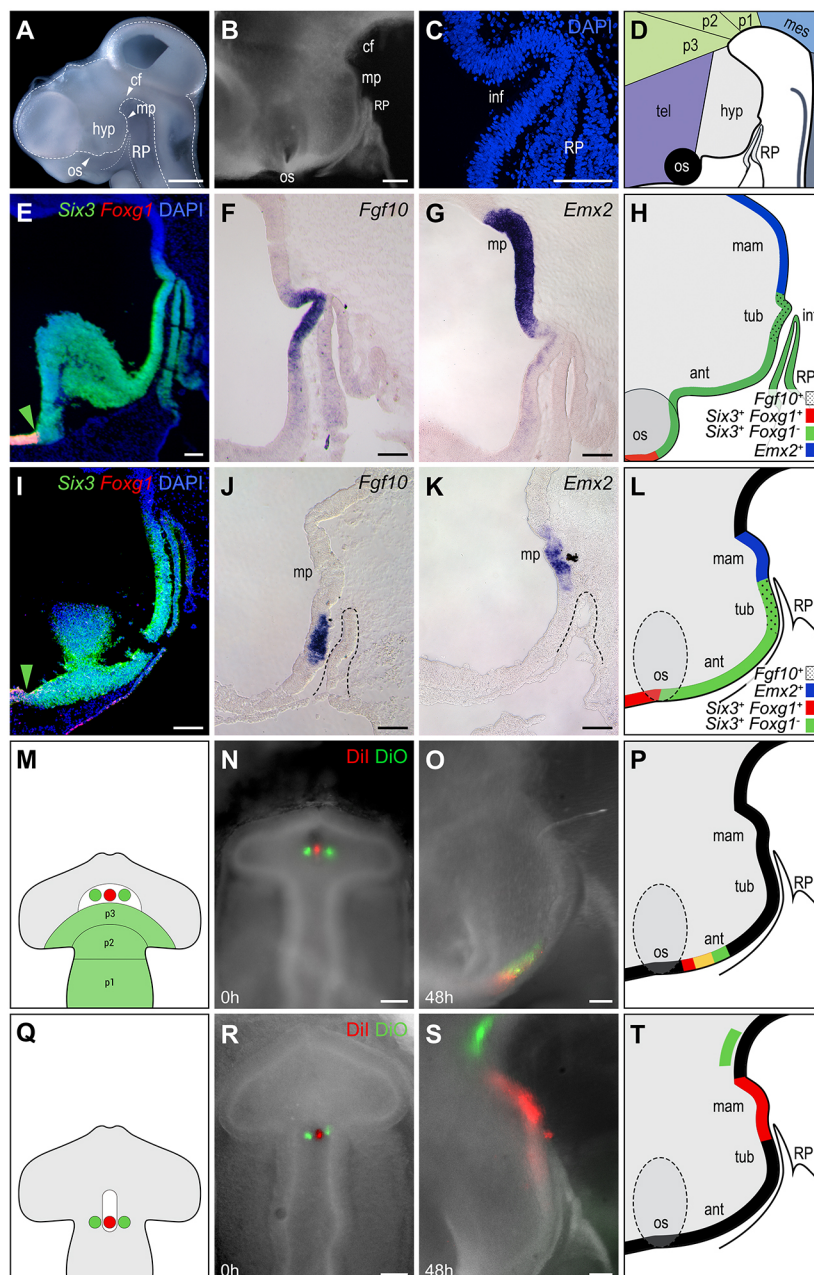 A
cf
mp
hyp
os
RP
B
cf
mp
RP
os
C
DAPI
inf
RP
D
p2
p1
p3
mes
tel
hyp
os
RP
E
Six3 Foxg1 DAPI
F
Fgf10
G
Emx2
mp
H
mam
tub
inf
ant
RP
os
Fgf10⁺
Six3⁺ Foxg1⁺
Six3⁺ Foxg1⁻
Emx2⁺
I
Six3 Foxg1 DAPI
J
Fgf10
mp
K
Emx2
mp
L
mam
tub
RP
ant
os
Fgf10⁺
Emx2⁺
Six3⁺ Foxg1⁺
Six3⁺ Foxg1⁻
M
p3
p2
p1
N
DiI DiO
0h
O
48h
P
mam
tub
RP
ant
os
Q
R
DiI DiO
0h
S
48h
T
mam
tub
RP
ant
os